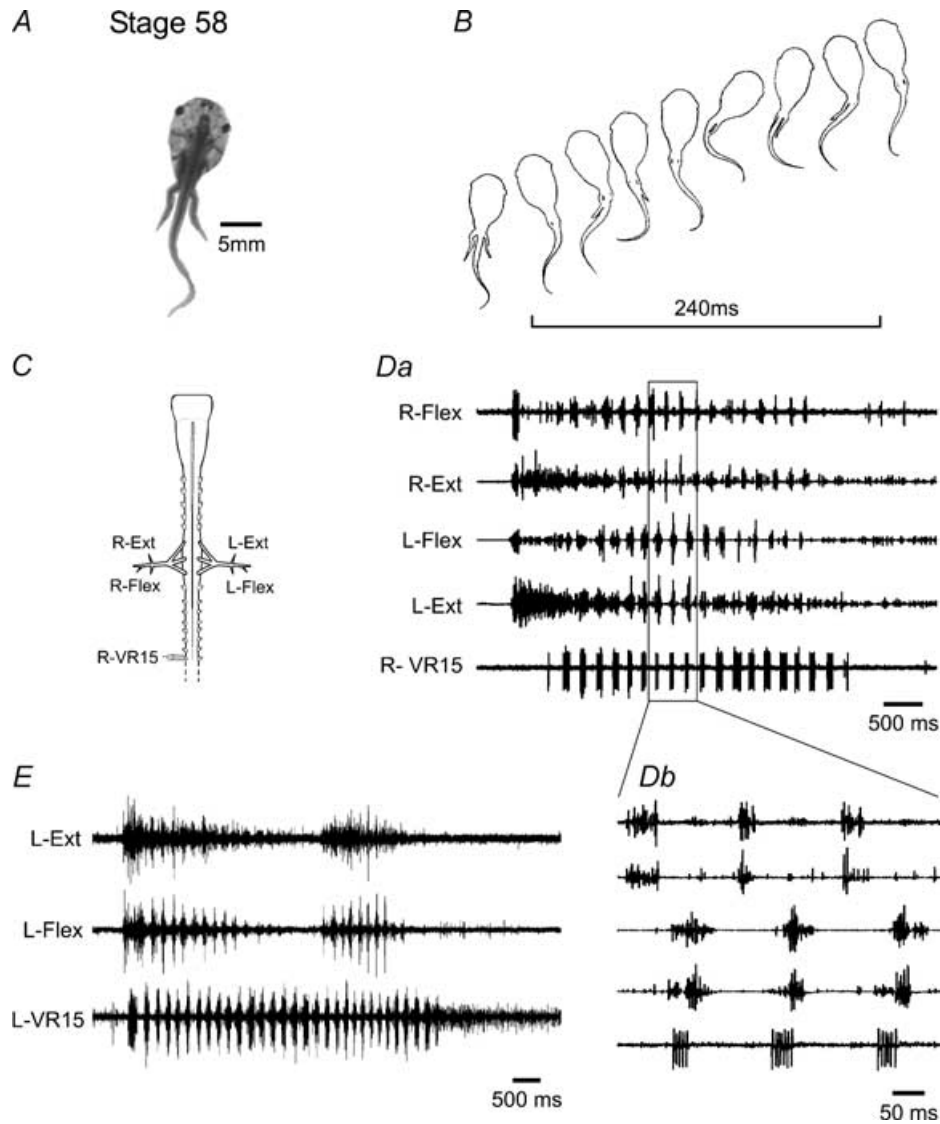 A Stage 58
5mm
B
240ms
C
R-Ext L-Ext
R-Flex L-Flex
R-VR15
Da
R-Flex
R-Ext
L-Flex
L-Ext
R- VR15
500 ms
E
L-Ext
L-Flex
L-VR15
500 ms
Db
50 ms